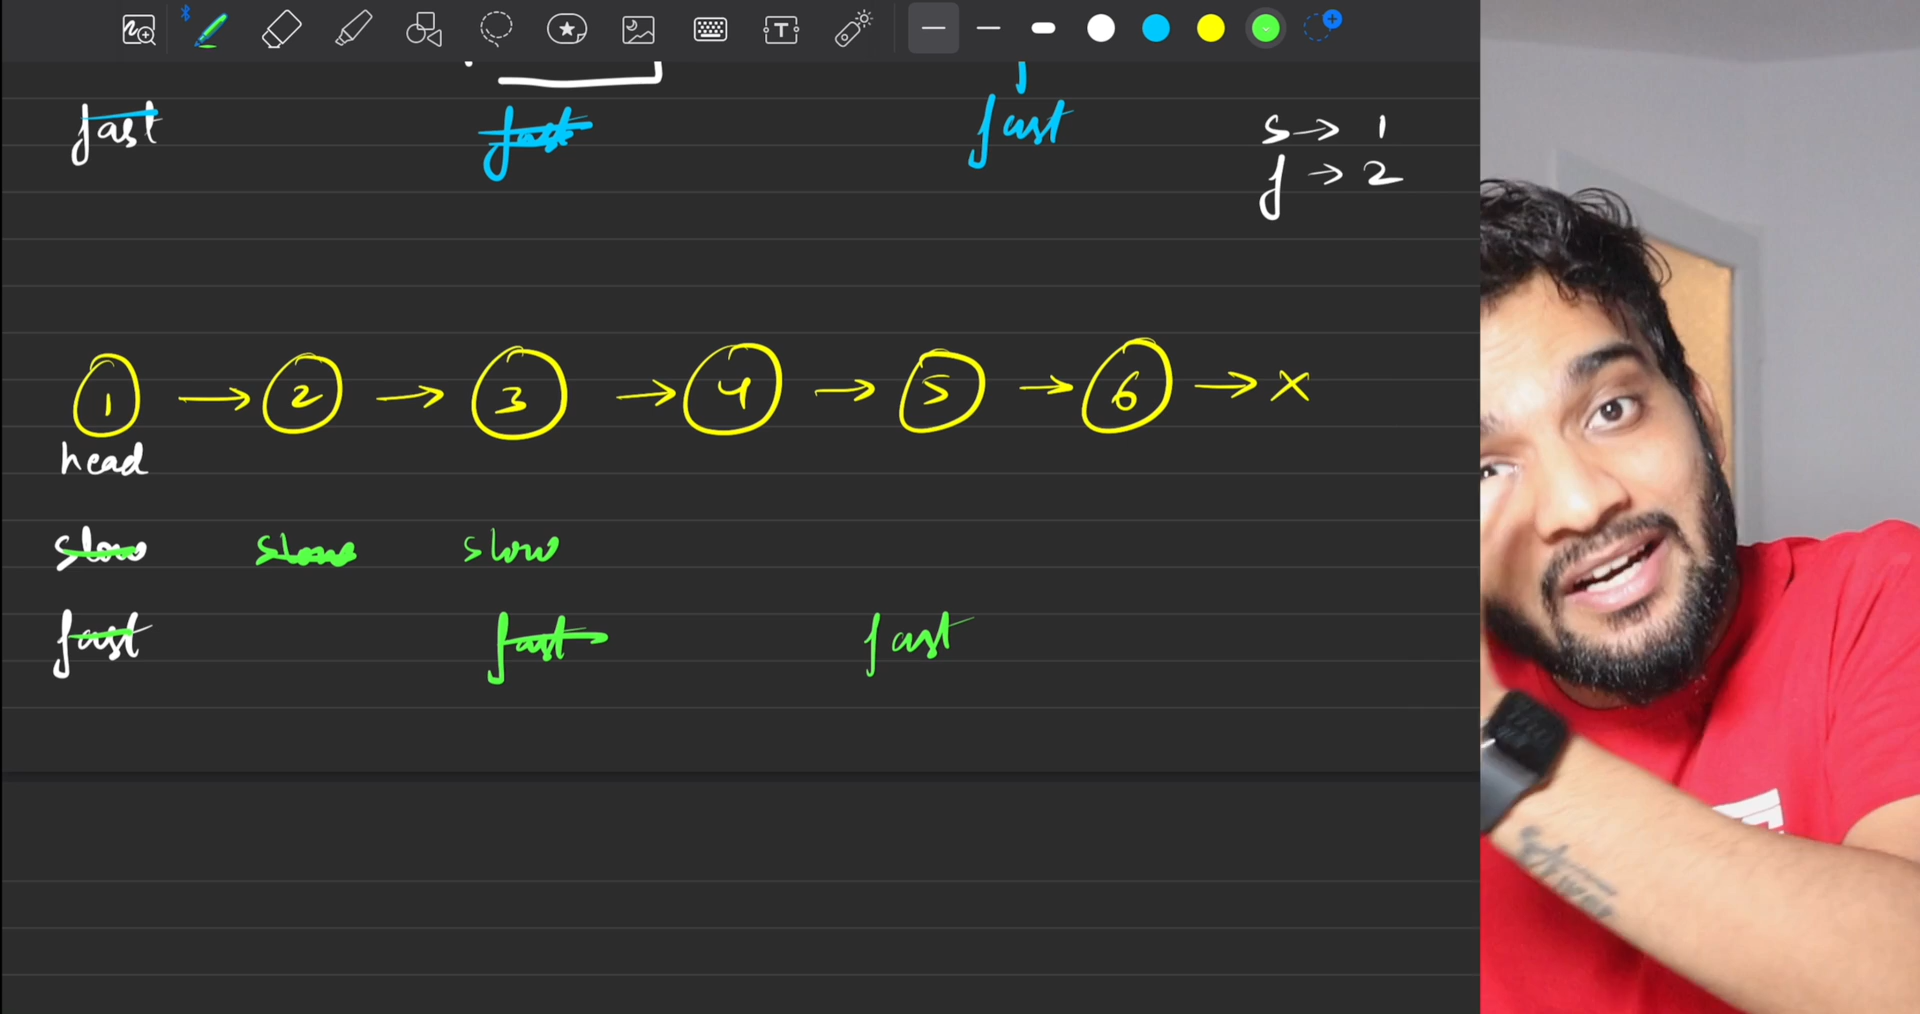 fast fast fast
s → 1
f → 2
1 → 2 → 3 → 4 → 5 → 6 → x
head
slow slow slow
fast fast fast